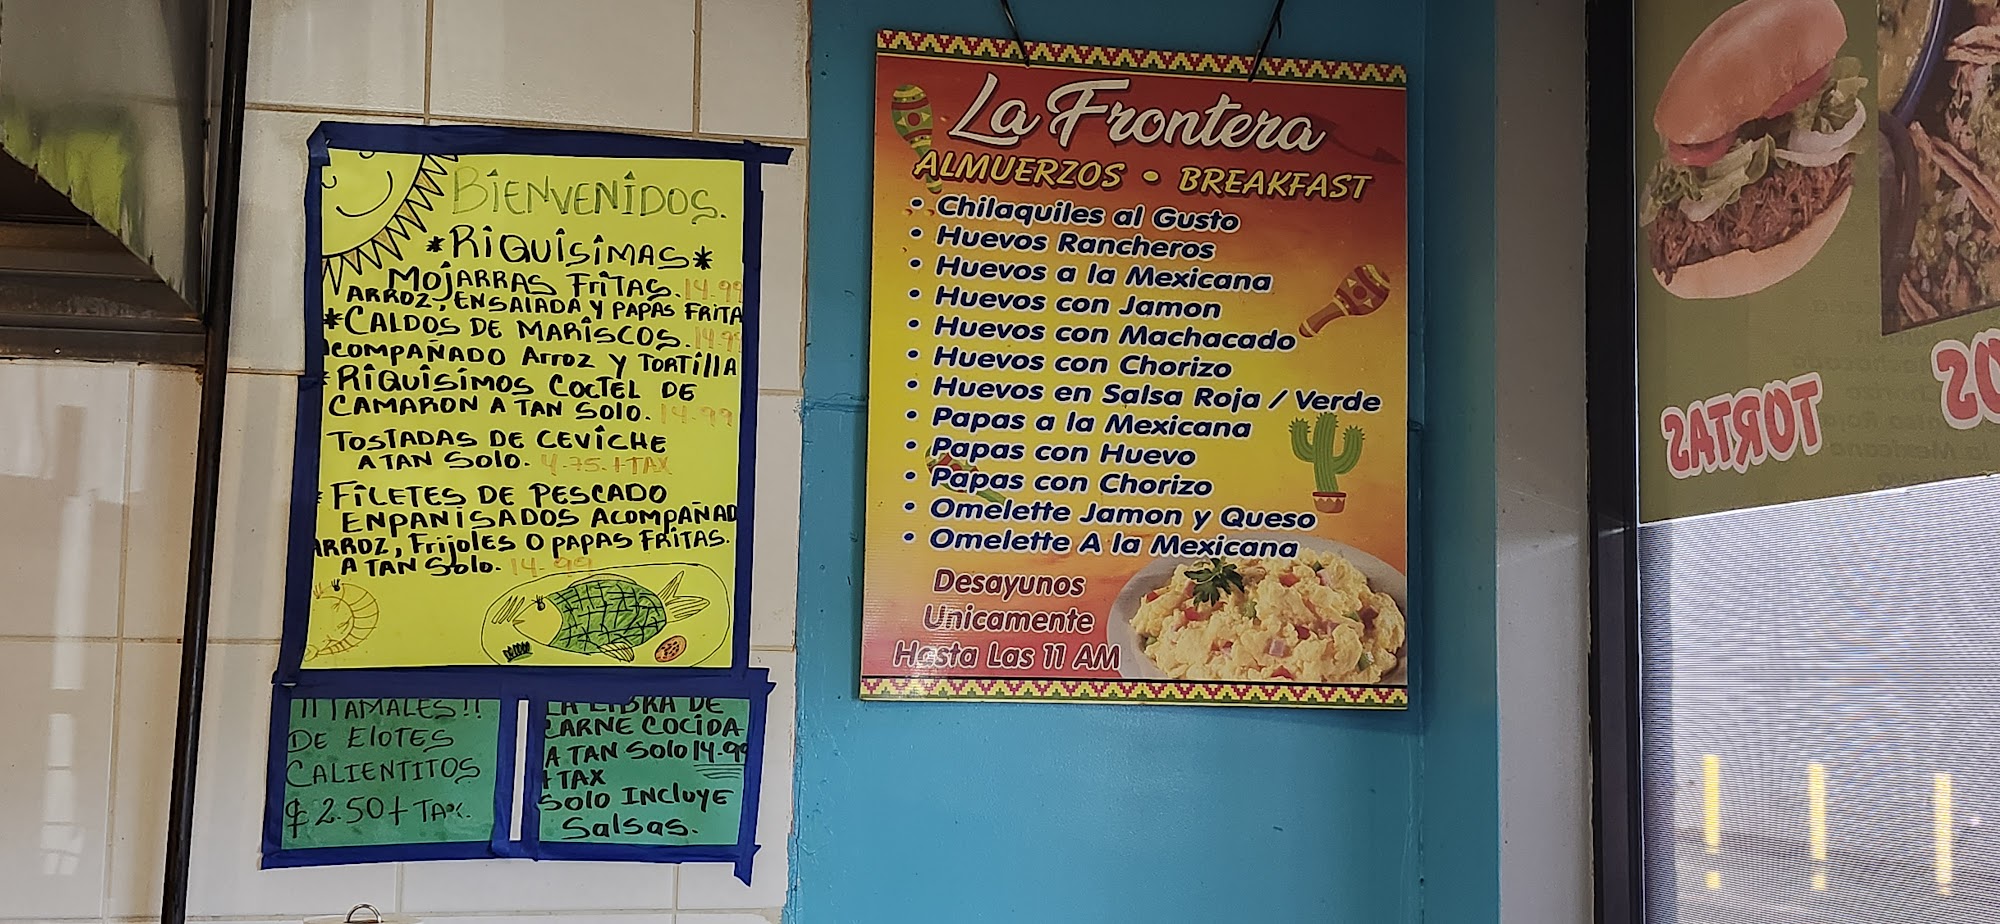 BIENVENIDOS.
*RIQUISIMAS*
MOJARRAS FRITAS. 14.99
ARROZ, ENSALADA Y PAPAS FRITA
*CALDOS DE MARISCOS. 14.99
ACOMPAÑADO ARROZ Y TORTILLA
* RIQUISIMOS COCTEL DE
CAMARON A TAN SOLO. 14.99
TOSTADAS DE CEVICHE
A TAN SOLO. 4.75.+TAX
* FILETES DE PESCADO
ENPANISADOS ACOMPAÑAD
ARROZ, FRIJOLES O PAPAS FRITAS.
A TAN SOLO. 14-99
!!TAMALES!!
DE ELOTES
CALIENTITOS
$2.50+ TAX.
LA LIBRA DE
CARNE COCIDA
A TAN SOLO 14.99
+TAX
SOLO INCLUYE
Salsas.
La Frontera
ALMUERZOS • BREAKFAST
• Chilaquiles al Gusto
• Huevos Rancheros
• Huevos a la Mexicana
• Huevos con Jamon
• Huevos con Machacado
• Huevos con Chorizo
• Huevos en Salsa Roja / Verde
• Papas a la Mexicana
• Papas con Huevo
• Papas con Chorizo
• Omelette Jamon y Queso
• Omelette A la Mexicana
Desayunos
Unicamente
Hasta Las 11 AM
TORTAS